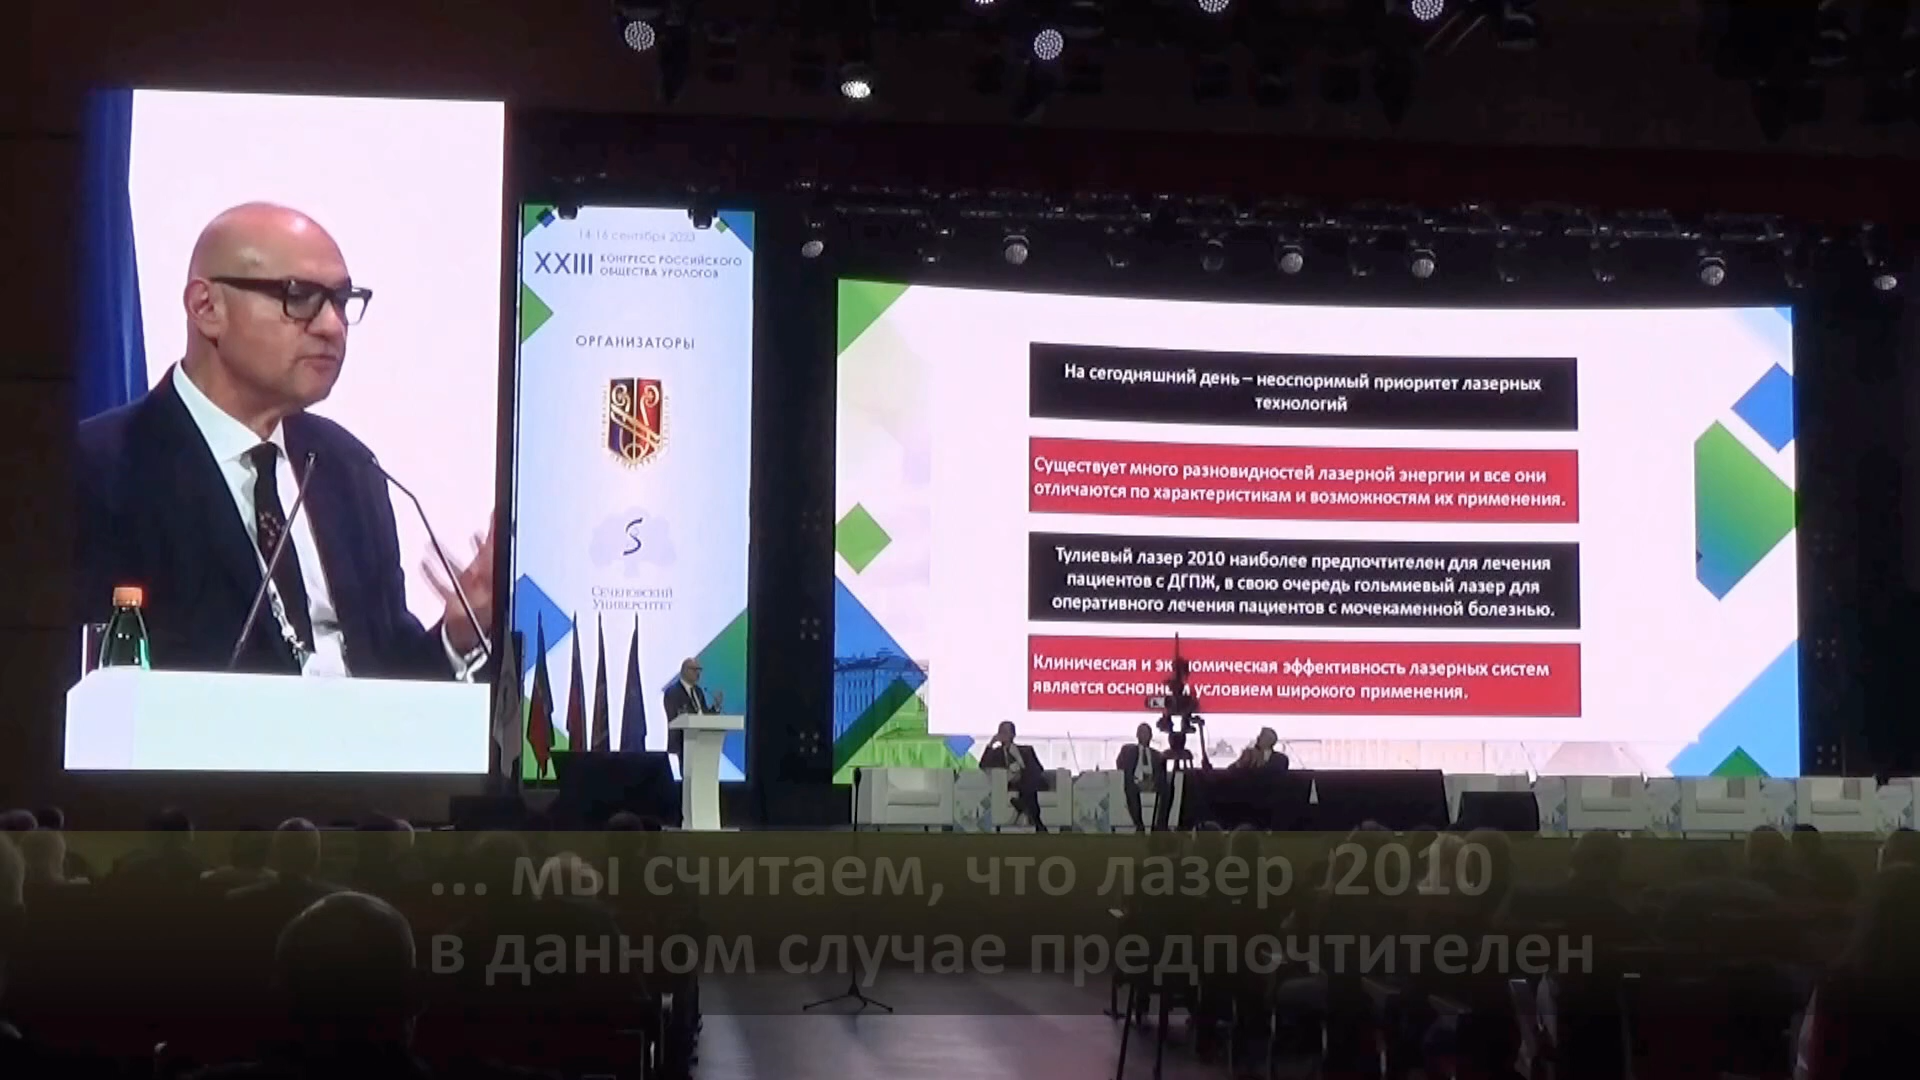 14-16 сентября 2023
XXIII КОНГРЕСС РОССИЙСКОГО
ОБЩЕСТВА УРОЛОГОВ
ОРГАНИЗАТОРЫ
СЕЧЕНОВСКИЙ
УНИВЕРСИТЕТ
На сегодняшний день – неоспоримый приоритет лазерных
технологий
Существует много разновидностей лазерной энергии и все они
отличаются по характеристикам и возможностям их применения.
Тулиевый лазер 2010 наиболее предпочтителен для лечения
пациентов с ДГПЖ, в свою очередь гольмиевый лазер для
оперативного лечения пациентов с мочекаменной болезнью.
Клиническая и экономическая эффективность лазерных систем
является основным условием широкого применения.
... мы считаем, что лазер 2010
в данном случае предпочтителен